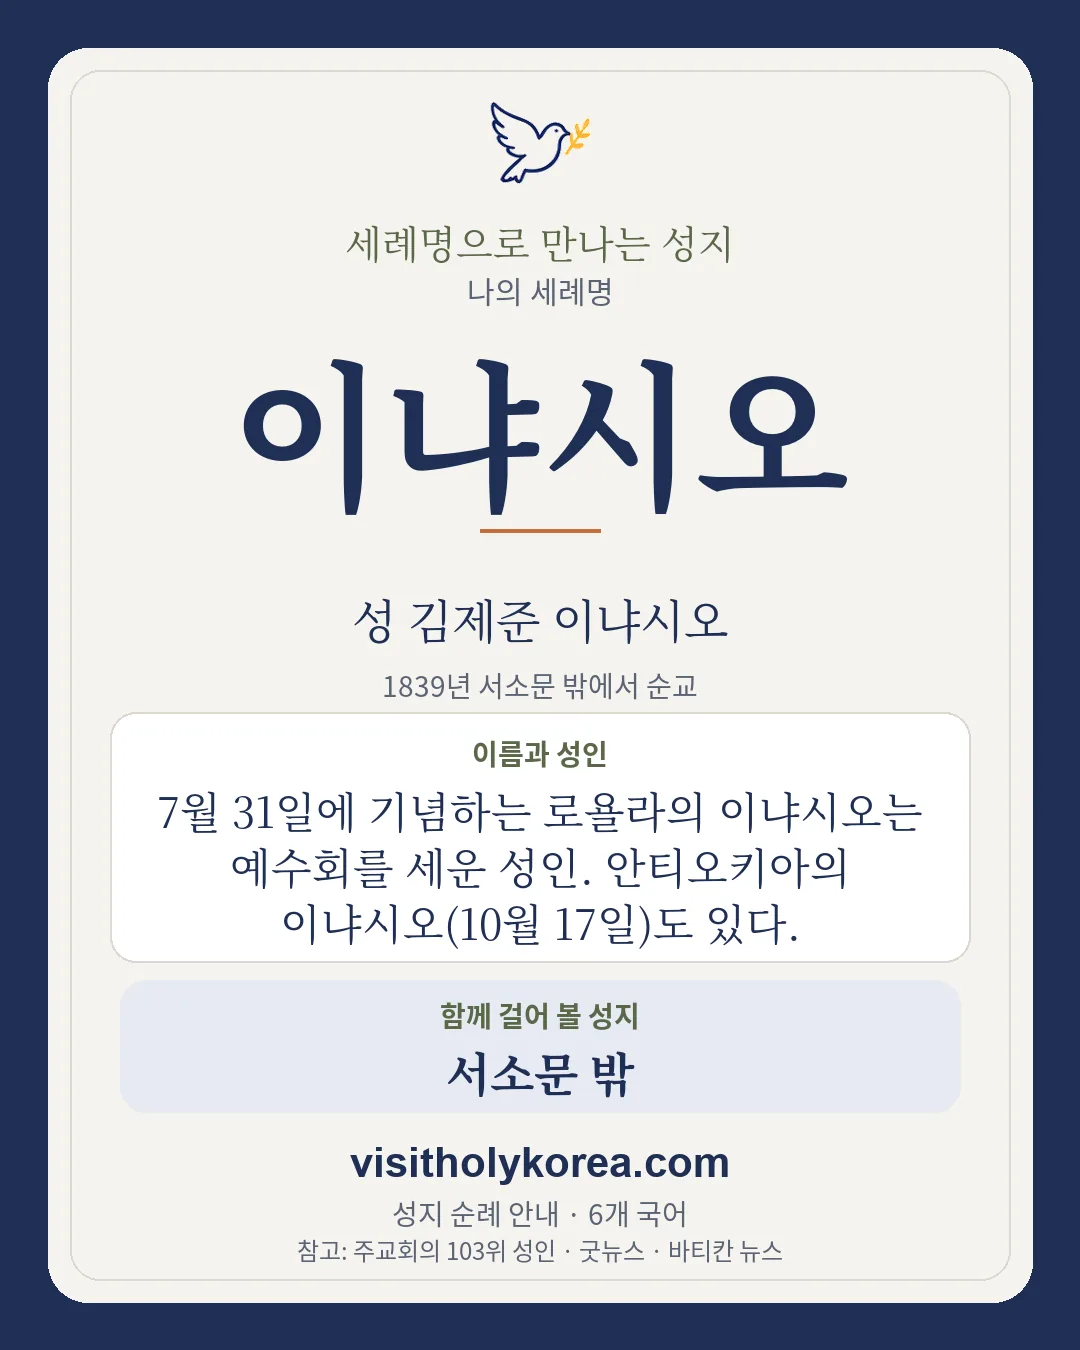 세례명으로 만나는 성지
나의 세례명
이냐시오
성 김제준 이냐시오
1839년 서소문 밖에서 순교
이름과 성인
7월 31일에 기념하는 로욜라의 이냐시오는
예수회를 세운 성인. 안티오키아의
이냐시오(10월 17일)도 있다.
함께 걸어 볼 성지
서소문 밖
visitholykorea.com
성지 순례 안내 · 6개 국어
참고: 주교회의 103위 성인 · 굿뉴스 · 바티칸 뉴스